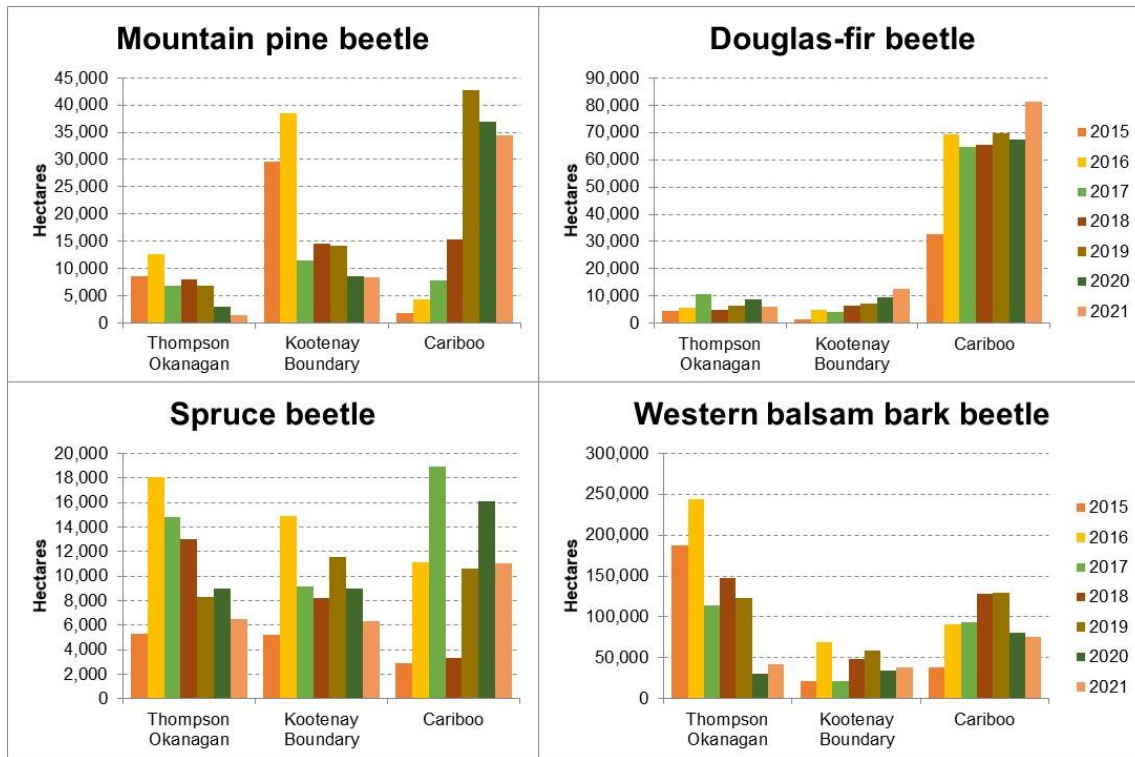 Mountain pine beetle
Hectares
45,000
40,000
35,000
30,000
25,000
20,000
15,000
10,000
5,000
0
Thompson
Okanagan
Kootenay
Boundary
Cariboo
Douglas-fir beetle
Hectares
90,000
80,000
70,000
60,000
50,000
40,000
30,000
20,000
10,000
0
Thompson
Okanagan
Kootenay
Boundary
Cariboo
2015
2016
2017
2018
2019
2020
2021
Spruce beetle
Hectares
20,000
18,000
16,000
14,000
12,000
10,000
8,000
6,000
4,000
2,000
0
Thompson
Okanagan
Kootenay
Boundary
Cariboo
Western balsam bark beetle
Hectares
300,000
250,000
200,000
150,000
100,000
50,000
0
Thompson
Okanagan
Kootenay
Boundary
Cariboo
2015
2016
2017
2018
2019
2020
2021